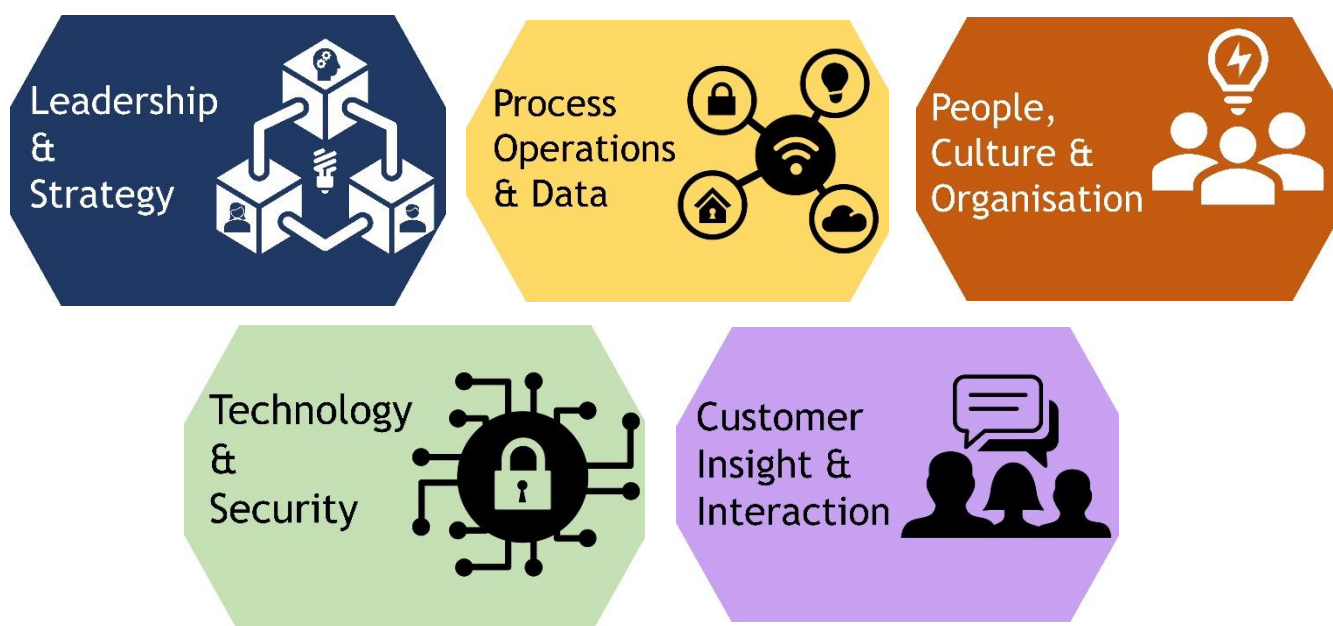 Leadership
&
Strategy
Process
Operations
& Data
People,
Culture &
Organisation
Technology
&
Security
Customer
Insight &
Interaction